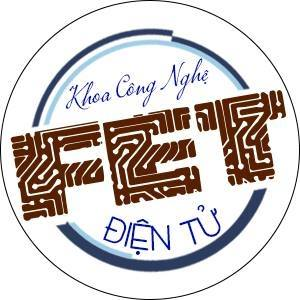 Khoa Công Nghệ
FET
ĐIỆN TỬ